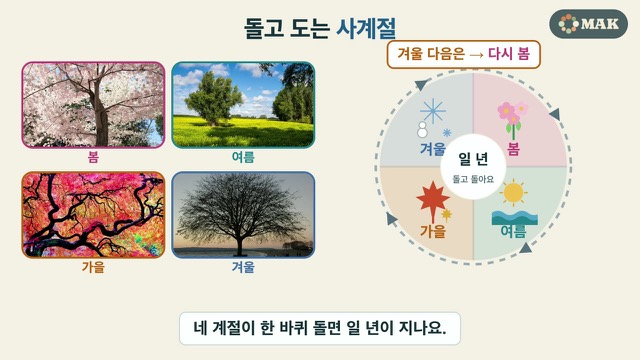 돌고 도는 사계절
MAK
겨울 다음은 → 다시 봄
봄
여름
가을
겨울
겨울
봄
일 년
돌고 돌아요
가을
여름
네 계절이 한 바퀴 돌면 일 년이 지나요.